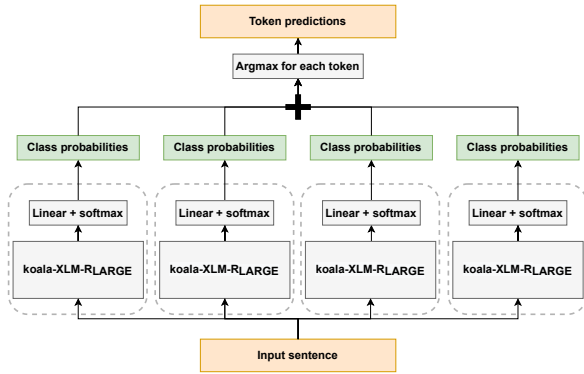 Token predictions
Argmax for each token
+
Class probabilities Class probabilities Class probabilities Class probabilities
Linear + softmax Linear + softmax Linear + softmax Linear + softmax
koala-XLM-RLARGE koala-XLM-RLARGE koala-XLM-RLARGE koala-XLM-RLARGE
Input sentence